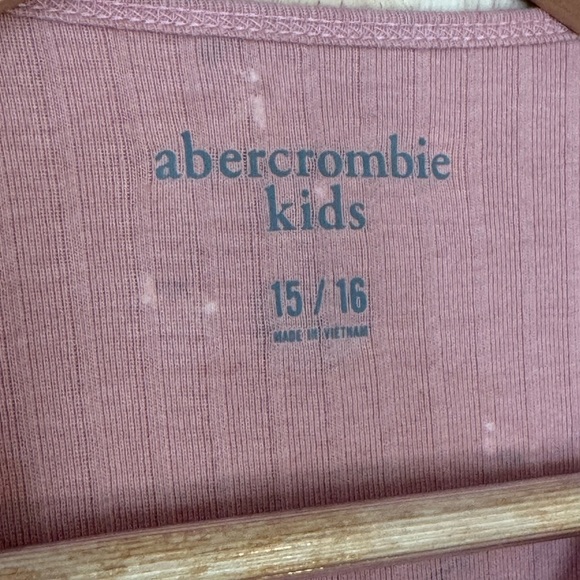 abercrombie
kids
15 / 16
MADE IN VIETNAM